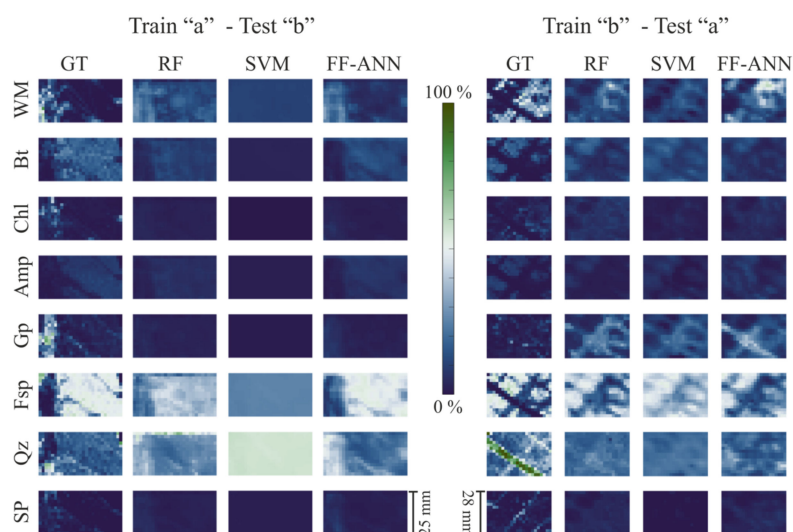 Train “a” - Test “b”
Train “b” - Test “a”
GT RF SVM FF-ANN
GT RF SVM FF-ANN
WM
100 %
Bt
Chl
Amp
Gp
Fsp
0 %
Qz
SP
25 mm
28 mm